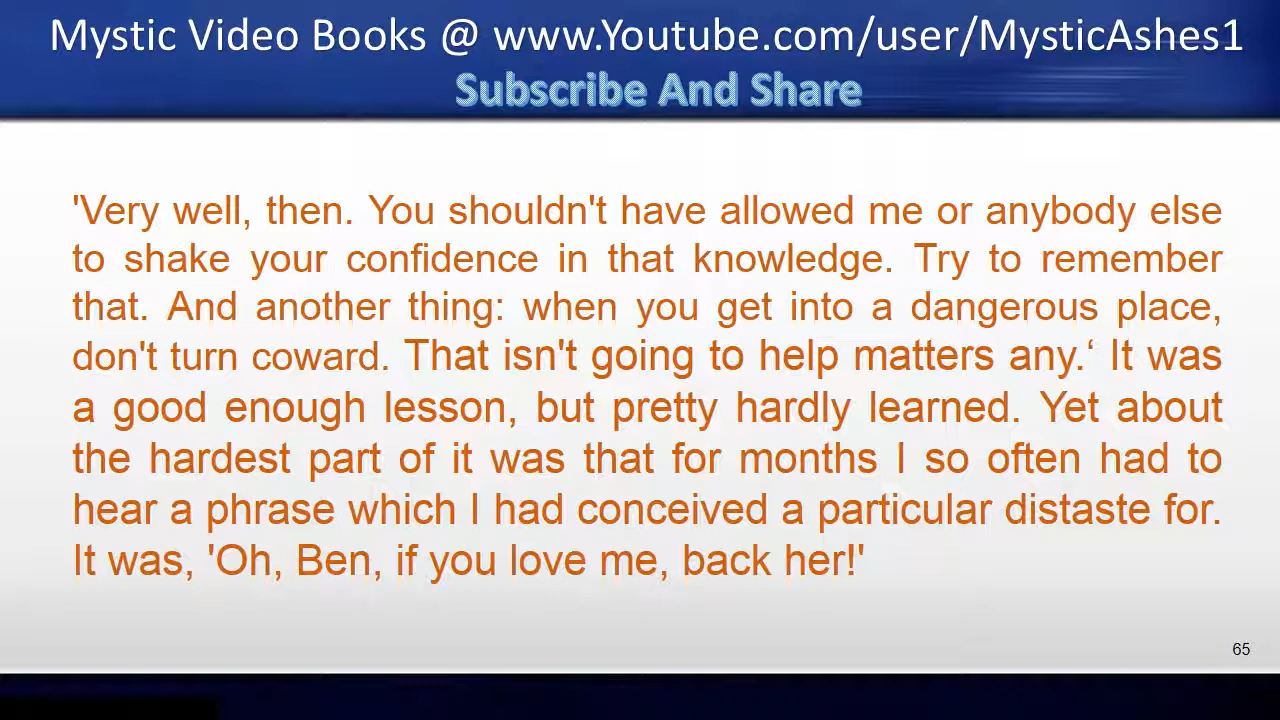 Mystic Video Books @ www.Youtube.com/user/MysticAshes1
Subscribe And Share
'Very well, then. You shouldn't have allowed me or anybody else
to shake your confidence in that knowledge. Try to remember
that. And another thing: when you get into a dangerous place,
don't turn coward. That isn't going to help matters any.‘ It was
a good enough lesson, but pretty hardly learned. Yet about
the hardest part of it was that for months I so often had to
hear a phrase which I had conceived a particular distaste for.
It was, 'Oh, Ben, if you love me, back her!'
65